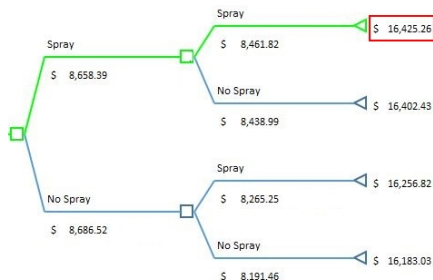 Spray
$ 8,461.82
$ 16,425.26
Spray
$ 8,658.39
No Spray
$ 8,438.99
$ 16,402.43
Spray
$ 8,265.25
$ 16,256.82
No Spray
$ 8,686.52
No Spray
$ 8,191.46
$ 16,183.03